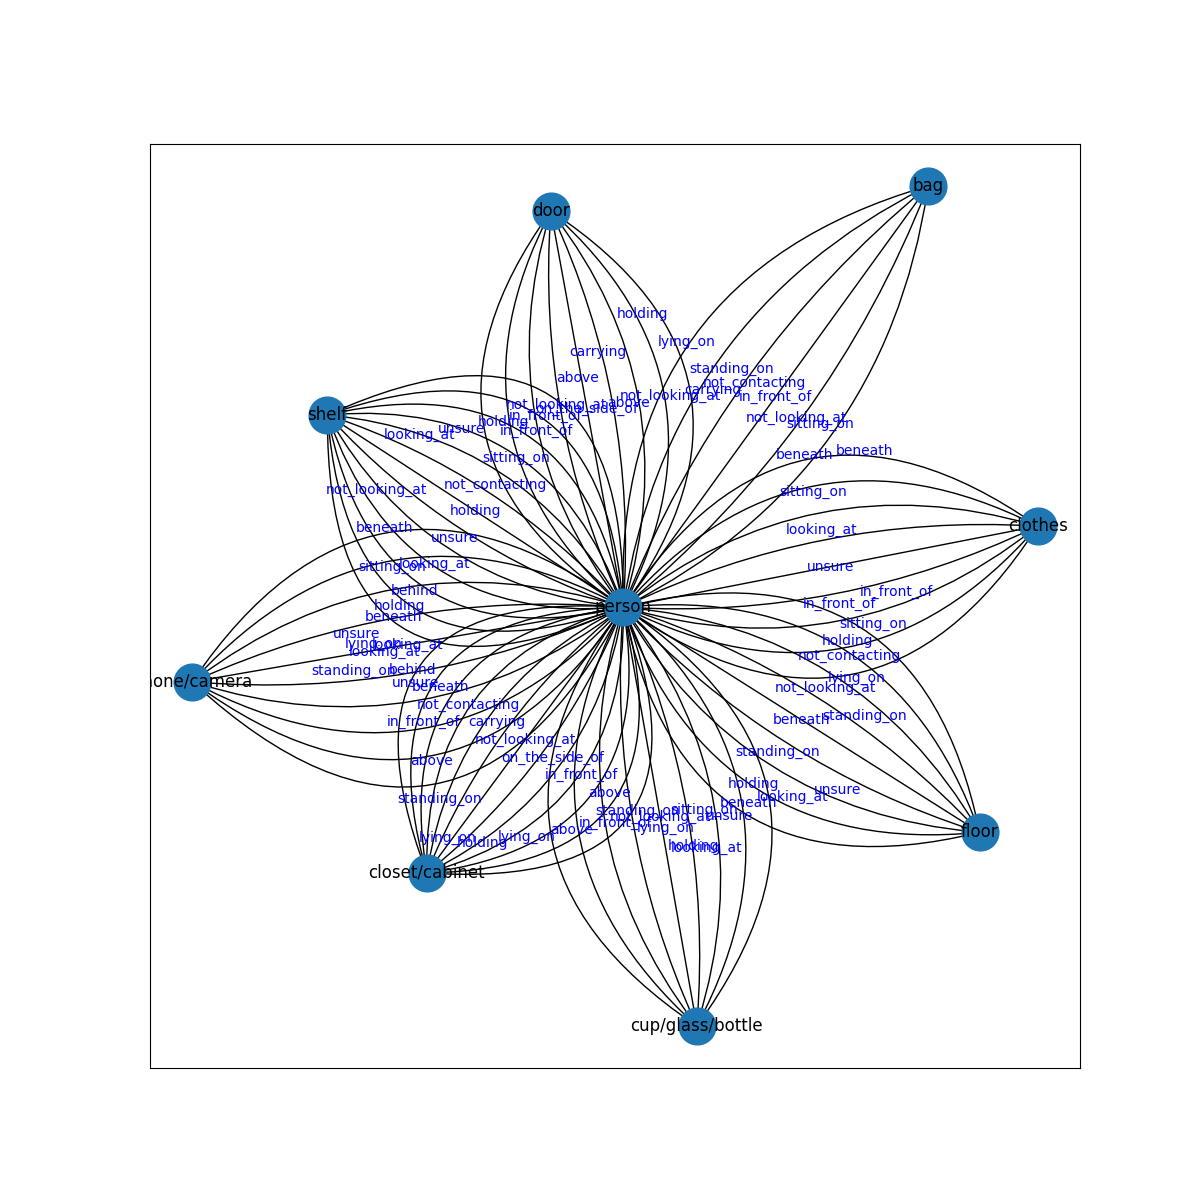 bag
door
holding
lying_on
carrying
standing_on
above
not_contacting
carrying
not_looking_at
in_front_of
not_looking_at
above
on_the_side_of
shelf
in_front_of
not_looking_at
holding
sitting_on
unsure
in_front_of
looking_at
beneath
beneath
sitting_on
not_contacting
not_looking_at
sitting_on
holding
clothes
beneath
looking_at
unsure
looking_at
sitting_on
unsure
behind
in_front_of
holding
in_front_of
person
beneath
sitting_on
unsure
holding
lying_on
looking_at
looking_at
not_contacting
behind
standing_on
lying_on
one/camera
unsure
beneath
not_looking_at
not_contacting
standing_on
in_front_of
carrying
beneath
not_looking_at
standing_on
on_the_side_of
above
in_front_of
holding
unsure
above
looking_at
standing_on
beneath
standing_on
sitting_on
not_looking_at
unsure
in_front_of
lying_on
above
floor
lying_on
lying_on
holding
holding
looking_at
closet/cabinet
cup/glass/bottle